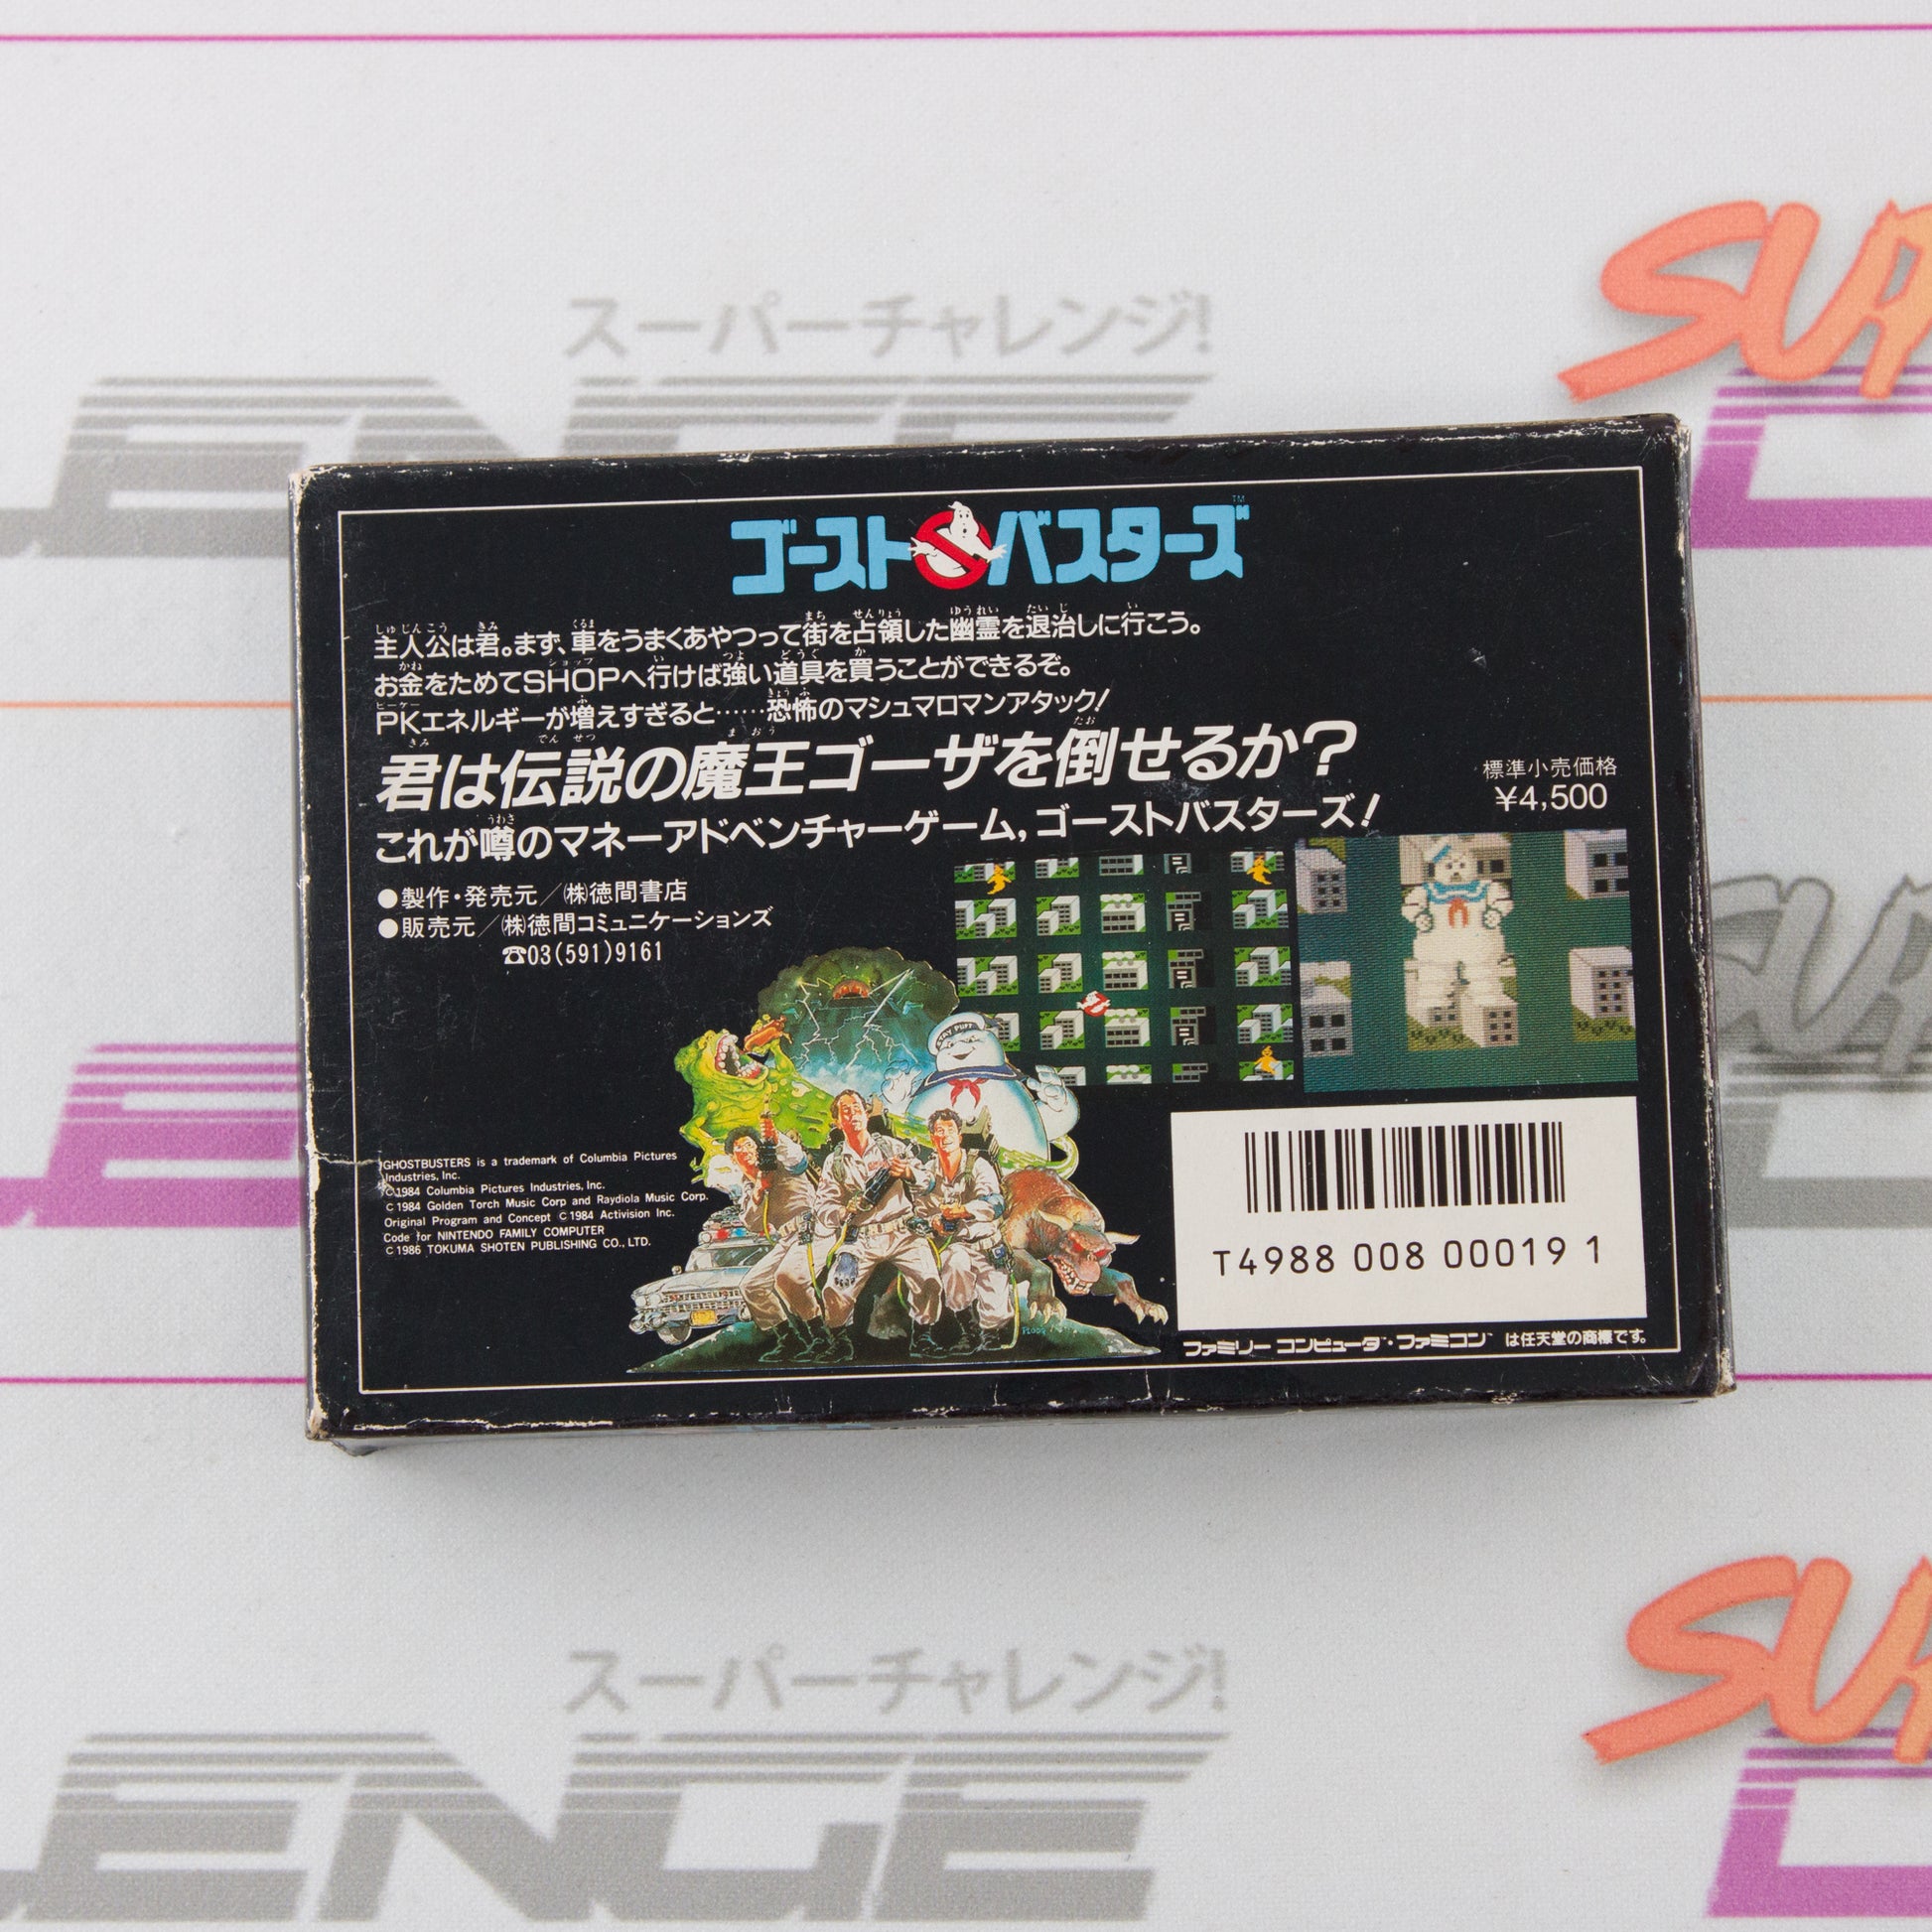 スーパーチャレンジ!
ゴーストバスターズ™
主人公は君。まず、車をうまくあやつって街を占領した幽霊を退治しに行こう。
お金をためてSHOPへ行けば強い道具を買うことができるぞ。
PKエネルギーが増えすぎると……恐怖のマシュマロマンアタック!
君は伝説の魔王ゴーザを倒せるか?
これが噂のマネーアドベンチャーゲーム,ゴーストバスターズ!
標準小売価格
¥4,500
●製作・発売元/㈱徳間書店
●販売元/㈱徳間コミュニケーションズ
☎03(591)9161
STAY PUFT
GHOSTBUSTERS is a trademark of Columbia Pictures
Industries, Inc.
©1984 Columbia Pictures Industries, Inc.
©1984 Golden Torch Music Corp and Raydiola Music Corp.
Original Program and Concept ©1984 Activision Inc.
Code for NINTENDO FAMILY COMPUTER
©1986 TOKUMA SHOTEN PUBLISHING CO., LTD.
T4988 008 00019 1
ファミリーコンピュータ™・ファミコン™は任天堂の商標です。
スーパーチャレンジ!